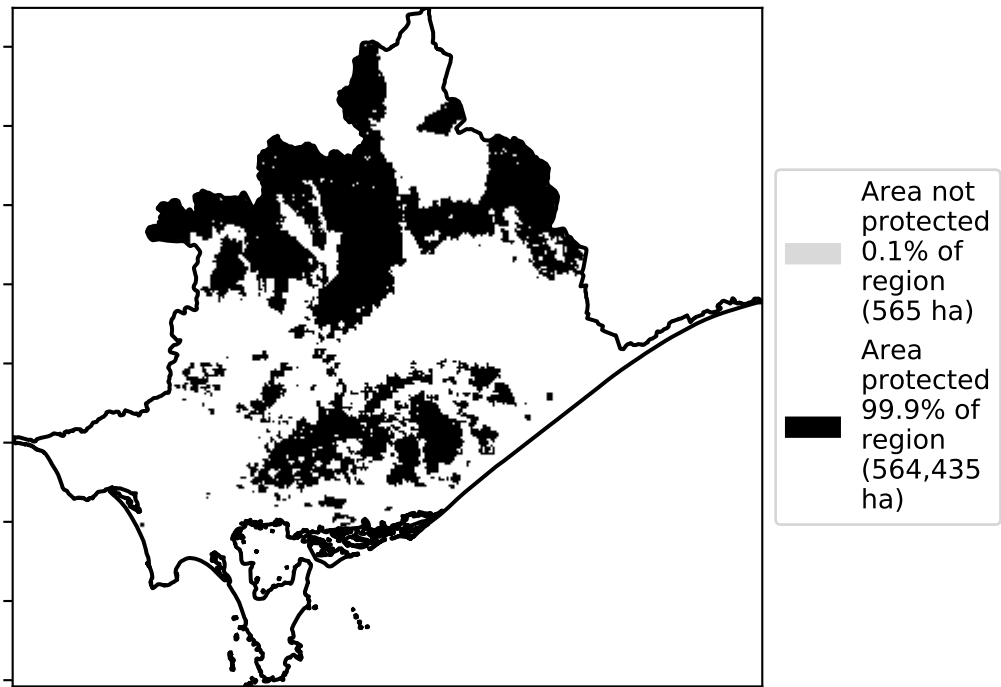 Area not
protected
0.1% of
region
(565 ha)
Area
protected
99.9% of
region
(564,435
ha)